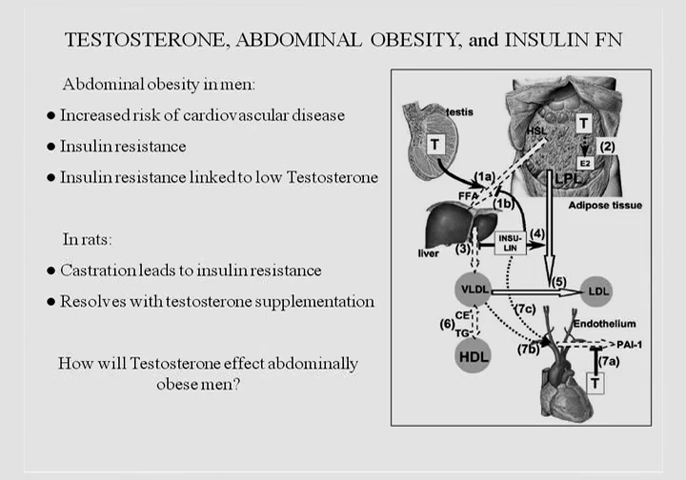 TESTOSTERONE, ABDOMINAL OBESITY, and INSULIN FN
Abdominal obesity in men:
● Increased risk of cardiovascular disease
● Insulin resistance
● Insulin resistance linked to low Testosterone
In rats:
● Castration leads to insulin resistance
● Resolves with testosterone supplementation
How will Testosterone effect abdominally
obese men?
testis
T
HSL
T
(2)
E2
LPL
Adipose tissue
(1a)
FFA
(1b)
liver
(3)
INSU-
LIN
(4)
VLDL
(5)
LDL
(6)
CE
TG
HDL
(7c)
(7b)
Endothelium
PAI-1
(7a)
T